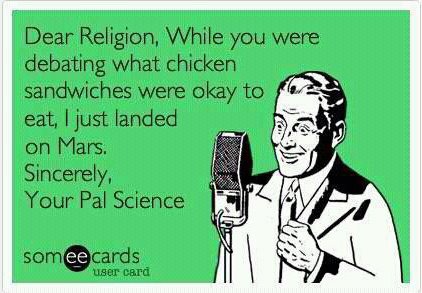 Dear Religion, While you were
debating what chicken
sandwiches were okay to
eat, I just landed
on Mars.
Sincerely,
Your Pal Science
someecards
user card